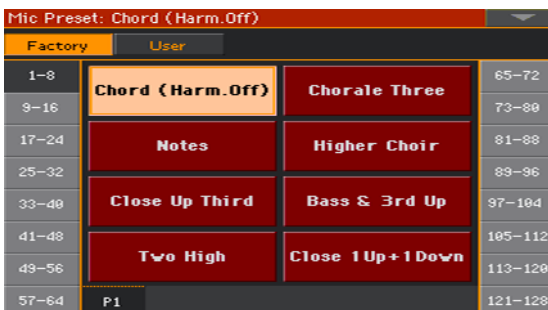 Mic Preset: Chord (Harm.Off)
Factory
User
1-8
9-16
17-24
25-32
33-40
41-48
49-56
57-64
Chord (Harm.Off)
Chorale Three
Notes
Higher Choir
Close Up Third
Bass & 3rd Up
Two High
Close 1Up+1Down
P1
65-72
73-80
81-88
89-96
97-104
105-112
113-120
121-128